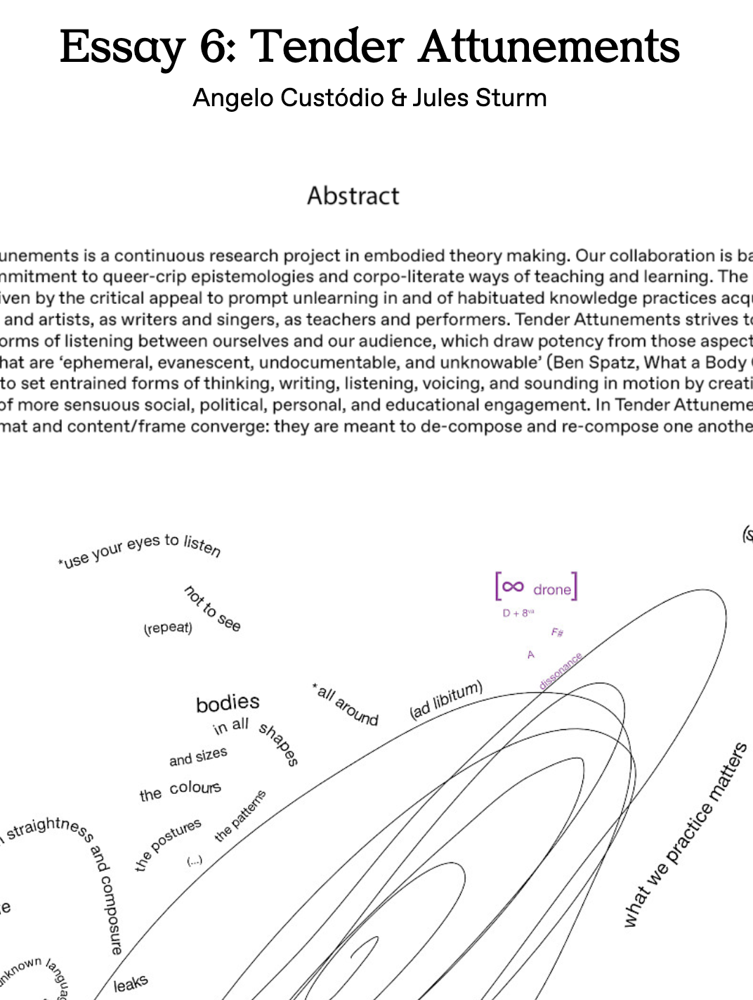 Essay 6: Tender Attunements
Angelo Custódio & Jules Sturm
Abstract
unements is a continuous research project in embodied theory making. Our collaboration is ba
mmitment to queer-crip epistemologies and corpo-literate ways of teaching and learning. The
iven by the critical appeal to prompt unlearning in and of habituated knowledge practices acqu
and artists, as writers and singers, as teachers and performers. Tender Attunements strives to
orms of listening between ourselves and our audience, which draw potency from those aspect
hat are ‘ephemeral, evanescent, undocumentable, and unknowable’ (Ben Spatz, What a Body
to set entrained forms of thinking, writing, listening, voicing, and sounding in motion by creati
of more sensuous social, political, personal, and educational engagement. In Tender Attuneme
mat and content/frame converge: they are meant to de-compose and re-compose one anothe
*use your eyes to listen
not to see
(repeat)
[∞ drone]
D + 8va
F#
A
dissonance
*all around
(ad libitum)
bodies
in all shapes
and sizes
the colours
the patterns
the postures
(...)
straightness and composure
what we practice matters
nknown languag
leaks